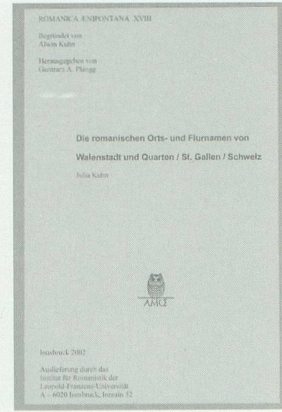 ROMANICA ÆNIPONTANA XVIII
Begründet von
Alwin Kuhn
Herausgegeben von
Guntram A. Plangg
Die romanischen Orts- und Flurnamen von
Walenstadt und Quarten / St. Gallen / Schweiz
Julia Kuhn
AMŒ
Innsbruck 2002
Auslieferung durch das
Institut für Romanistik der
Leopold-Franzens-Universität
A – 6020 Innsbruck, Innrain 52